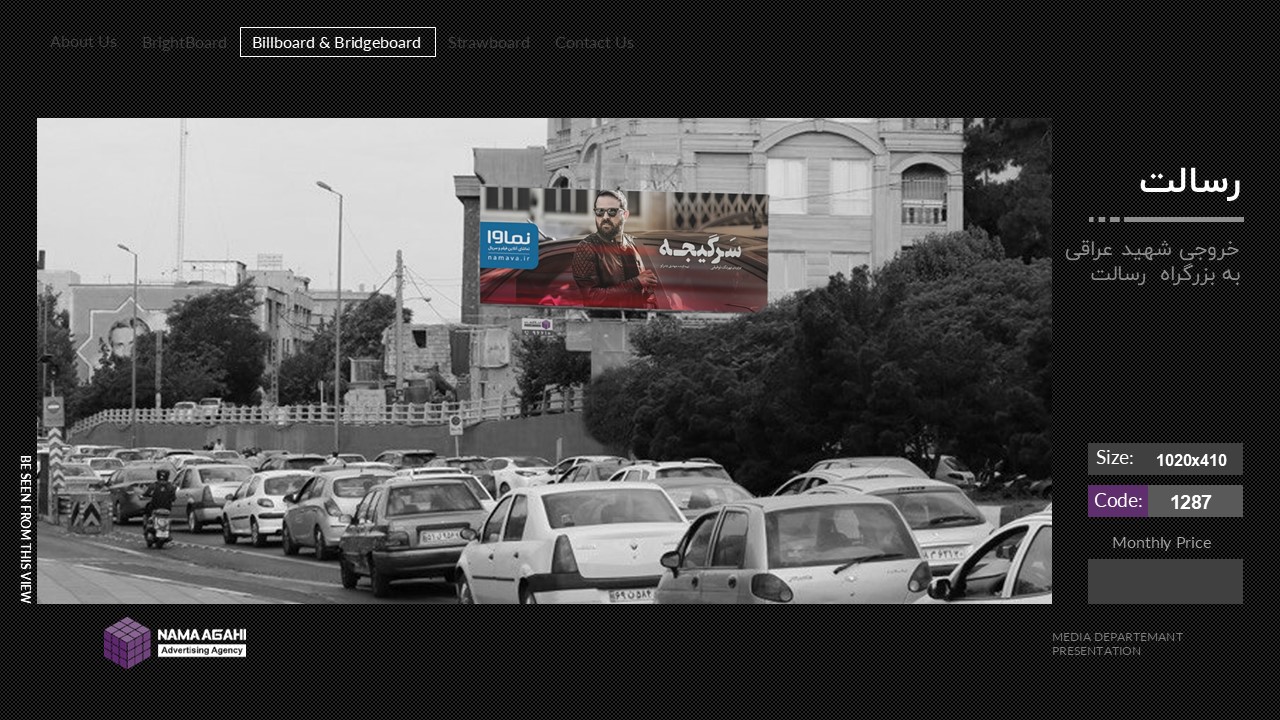 About Us
BrightBoard
Billboard & Bridgeboard
Strawboard
Contact Us
نماوا
namava.ir
سَرگیجـه
رسالت
خروجی شهید عراقی
به بزرگراه رسالت
BE SEEN FROM THIS VIEW
Size:
1020x410
Code:
1287
Monthly Price
NAMA AGAHI
Advertising Agency
MEDIA DEPARTEMANT
PRESENTATION